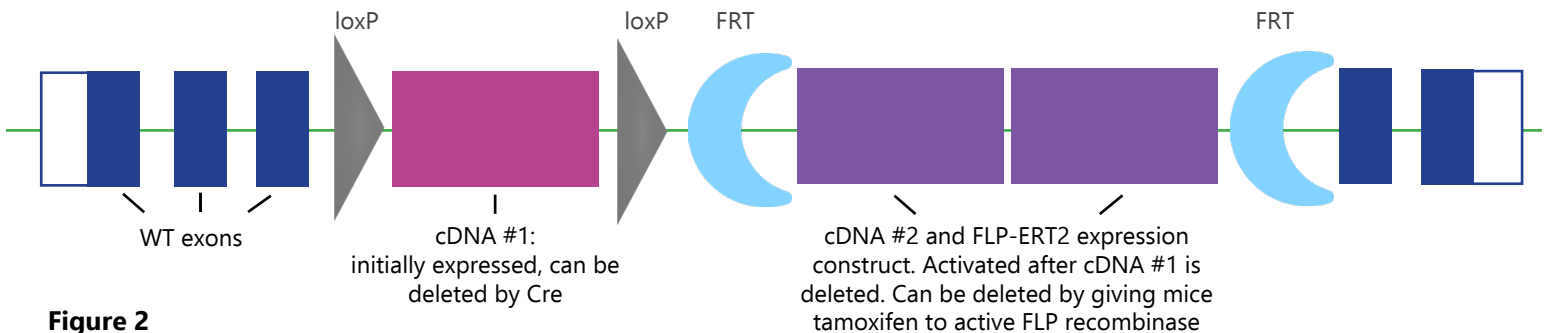 loxP loxP FRT FRT
WT exons
cDNA #1:
initially expressed, can be
deleted by Cre
cDNA #2 and FLP-ERT2 expression
construct. Activated after cDNA #1 is
deleted. Can be deleted by giving mice
tamoxifen to active FLP recombinase
Figure 2